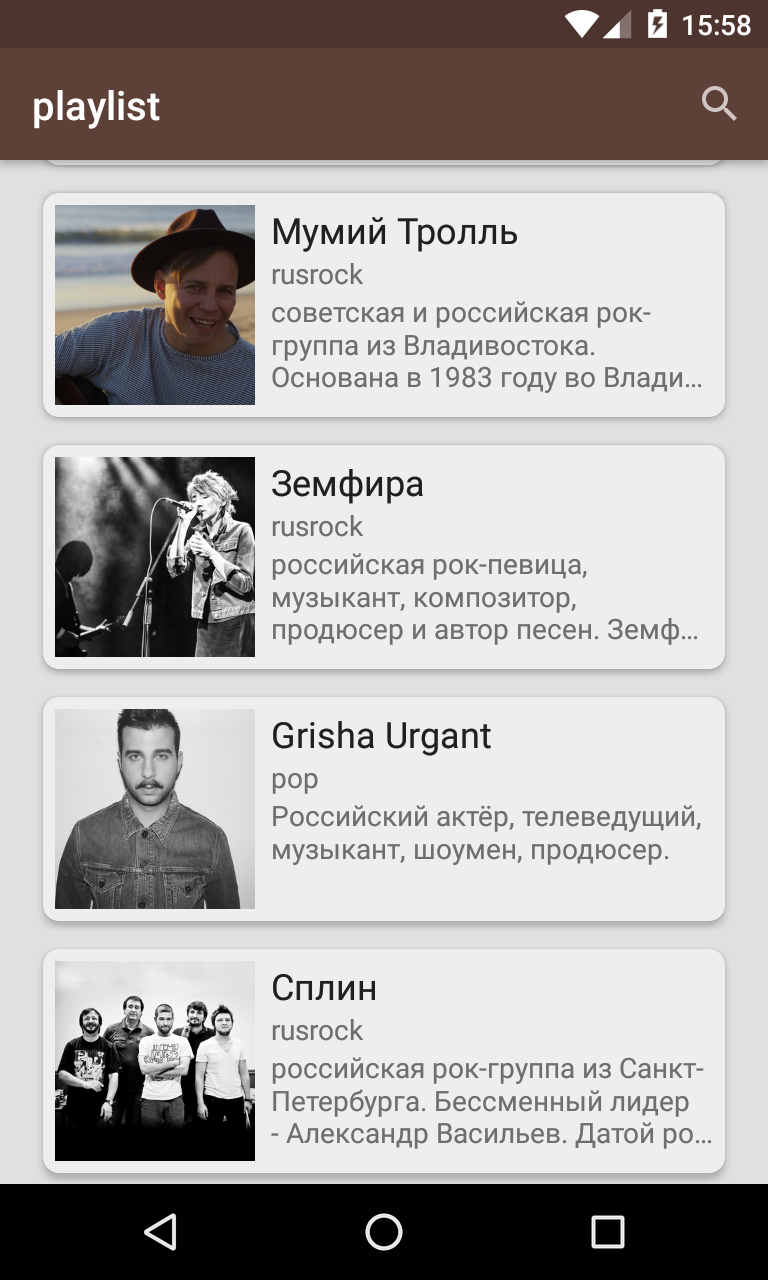 15:58
playlist
Мумий Тролль
rusrock
советская и российская рок-
группа из Владивостока.
Основана в 1983 году во Влади...
Земфира
rusrock
российская рок-певица,
музыкант, композитор,
продюсер и автор песен. Земф...
Grisha Urgant
pop
Российский актёр, телеведущий,
музыкант, шоумен, продюсер.
Сплин
rusrock
российская рок-группа из Санкт-
Петербурга. Бессменный лидер
- Александр Васильев. Датой ро...